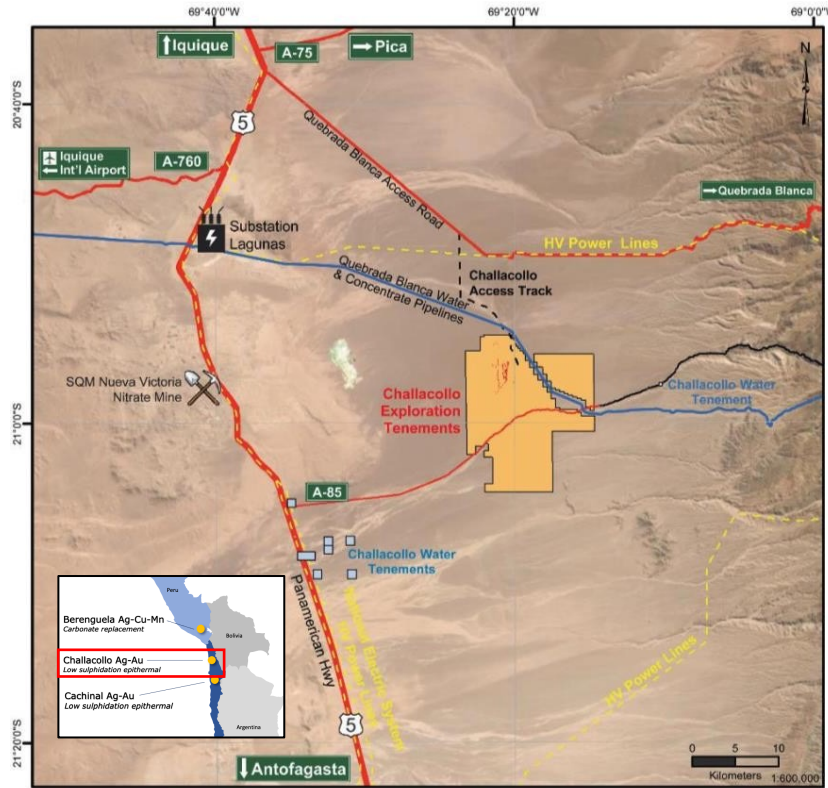 69°40'0"W
69°20'0"W
69°0'0"W
Iquique
A-75
Pica
N
20°40'0"S
5
Quebrada Blanca Access Road
Iquique
Int'l Airport
A-760
Quebrada Blanca
Substation
Lagunas
HV Power Lines
Quebrada Blanca Water
& Concentrate Pipelines
Challacollo
Access Track
SQM Nueva Victoria
Nitrate Mine
Challacollo
Exploration
Tenements
Challacollo Water
Tenement
21°0'0"S
A-85
Challacollo Water
Tenements
Panamerican Hwy
National Electric System
HV Power Lines
HV Power Lines
Peru
Berenguela Ag-Cu-Mn
Carbonate replacement
Bolivia
Challacollo Ag-Au
Low sulphidation epithermal
Cachinal Ag-Au
Low sulphidation epithermal
Argentina
5
21°20'0"S
Antofagasta
0 5 10
Kilometers 1:600,000